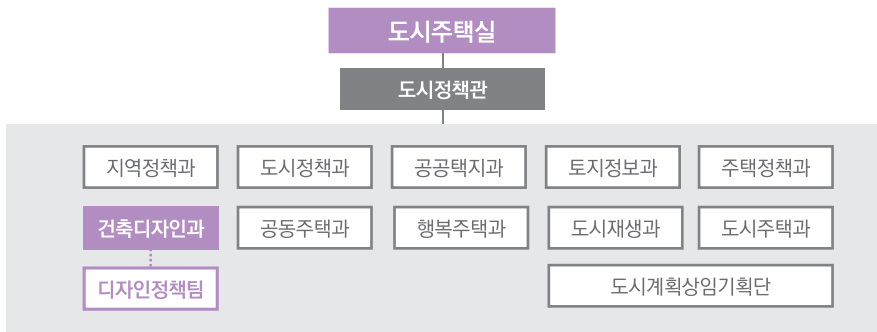 도시주택실
도시정책관
지역정책과 도시정책과 공공택지과 토지정보과 주택정책과
건축디자인과 공동주택과 행복주택과 도시재생과 도시주택과
디자인정책팀 도시계획상임기획단